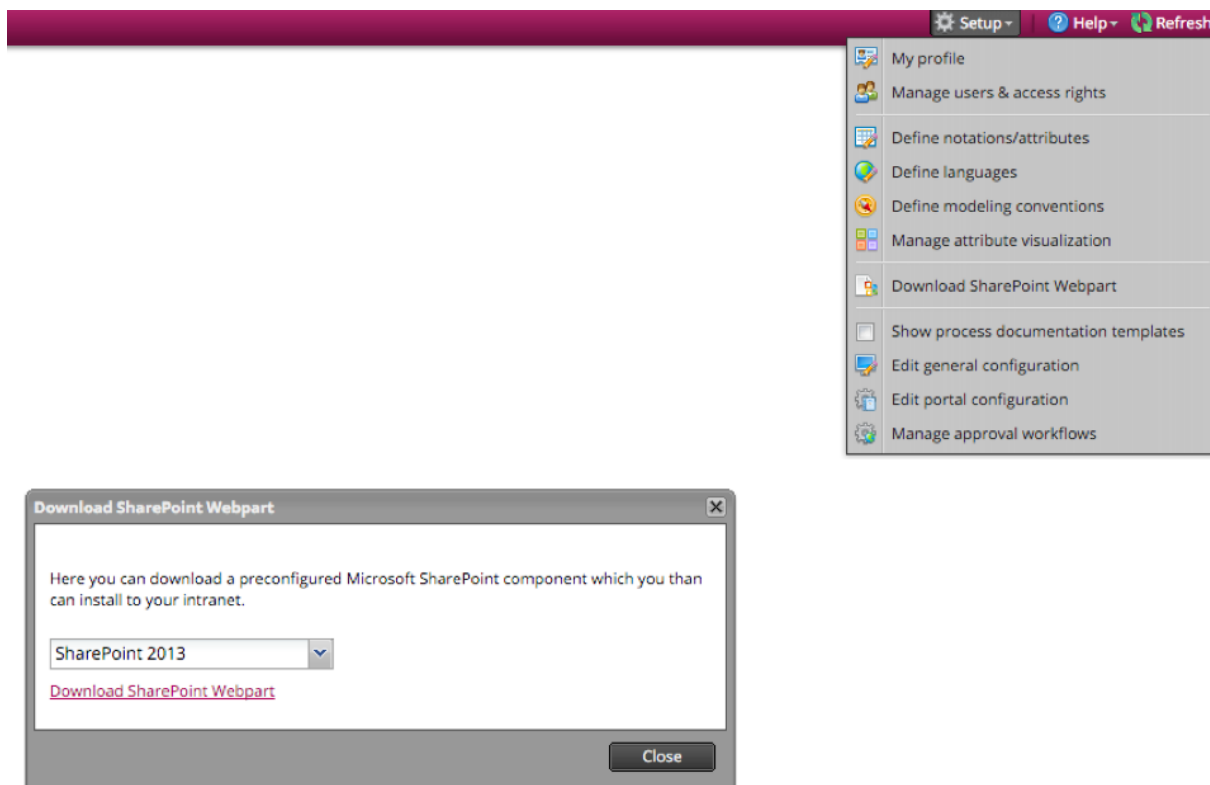 Setup Help Refresh
My profile
Manage users & access rights
Define notations/attributes
Define languages
Define modeling conventions
Manage attribute visualization
Download SharePoint Webpart
Show process documentation templates
Edit general configuration
Edit portal configuration
Manage approval workflows
Download SharePoint Webpart
Here you can download a preconfigured Microsoft SharePoint component which you than
can install to your intranet.
SharePoint 2013
Download SharePoint Webpart
Close